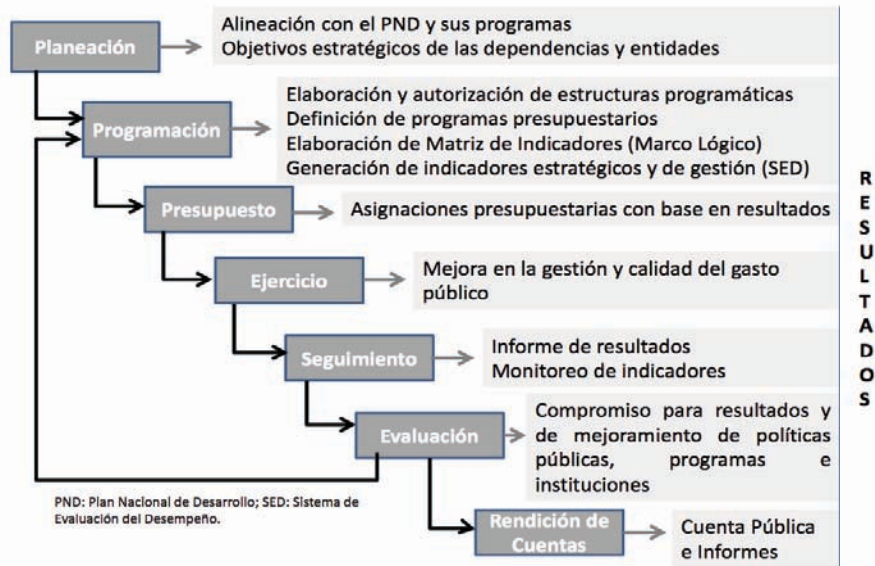 Planeación
Alineación con el PND y sus programas
Objetivos estratégicos de las dependencias y entidades
Programación
Elaboración y autorización de estructuras programáticas
Definición de programas presupuestarios
Elaboración de Matriz de Indicadores (Marco Lógico)
Generación de indicadores estratégicos y de gestión (SED)
Presupuesto
Asignaciones presupuestarias con base en resultados
Ejercicio
Mejora en la gestión y calidad del gasto
público
Seguimiento
Informe de resultados
Monitoreo de indicadores
Evaluación
Compromiso para resultados y
de mejoramiento de políticas
públicas, programas e
instituciones
Rendición de
Cuentas
Cuenta Pública
e Informes
RESULTADOS
PND: Plan Nacional de Desarrollo; SED: Sistema de
Evaluación del Desempeño.